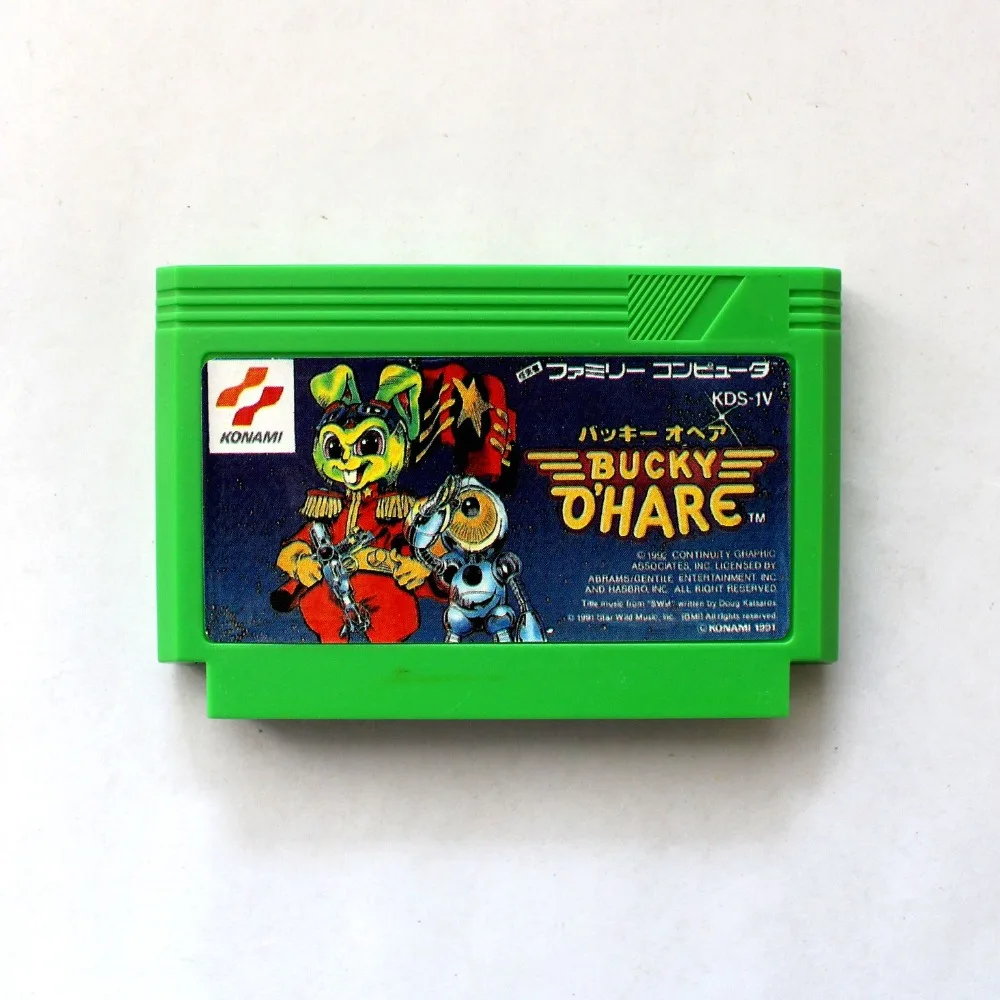 KONAMI
ファミリー コンピュータ
KDS-1V
バッキー オヘア
BUCKY
O'HARE TM
© 1992 CONTINUITY GRAPHIC
ASSOCIATES, INC. LICENSED BY
ABRAMS/GENTILE ENTERTAINMENT INC.
AND HASBRO, INC. ALL RIGHT RESERVED.
Title music from written by Doug Katsaros
© 1991 Star Wild Music, Inc. (BMI) All rights reserved.
© KONAMI 1991